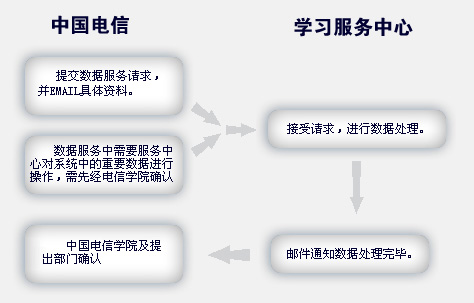 中国电信
学习服务中心
提交数据服务请求，
并EMAIL具体资料。
数据服务中需要服务中
心对系统中的重要数据进行
操作，需先经电信学院确认
接受请求，进行数据处理。
中国电信学院及提
出部门确认
邮件通知数据处理完毕。